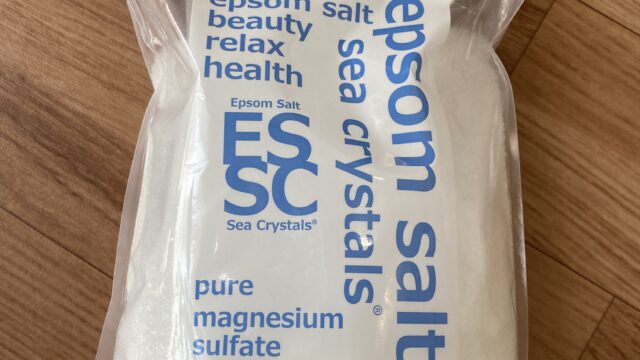 epsom salt
beauty
relax
health
Epsom Salt
ES
SC
Sea Crystals®
pure
magnesium
sulfate
sea crystals®
epsom salt